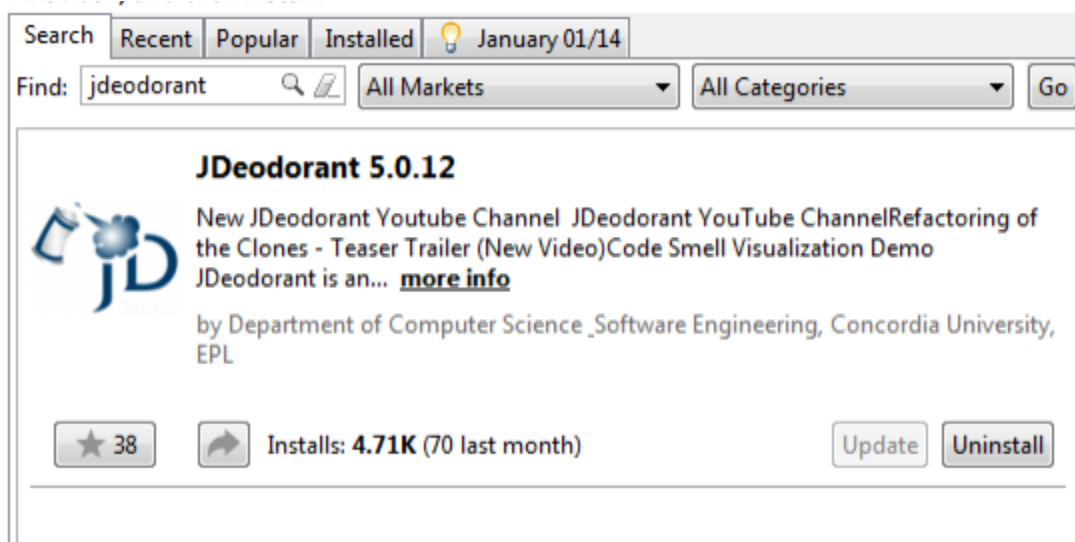 Search Recent Popular Installed January 01/14
Find: jdeodorant All Markets All Categories Go
JDeodorant 5.0.12
New JDeodorant Youtube Channel JDeodorant YouTube ChannelRefactoring of
the Clones - Teaser Trailer (New Video)Code Smell Visualization Demo
JDeodorant is an... more info
by Department of Computer Science _Software Engineering, Concordia University,
EPL
JD
38 Installs: 4.71K (70 last month) Update Uninstall